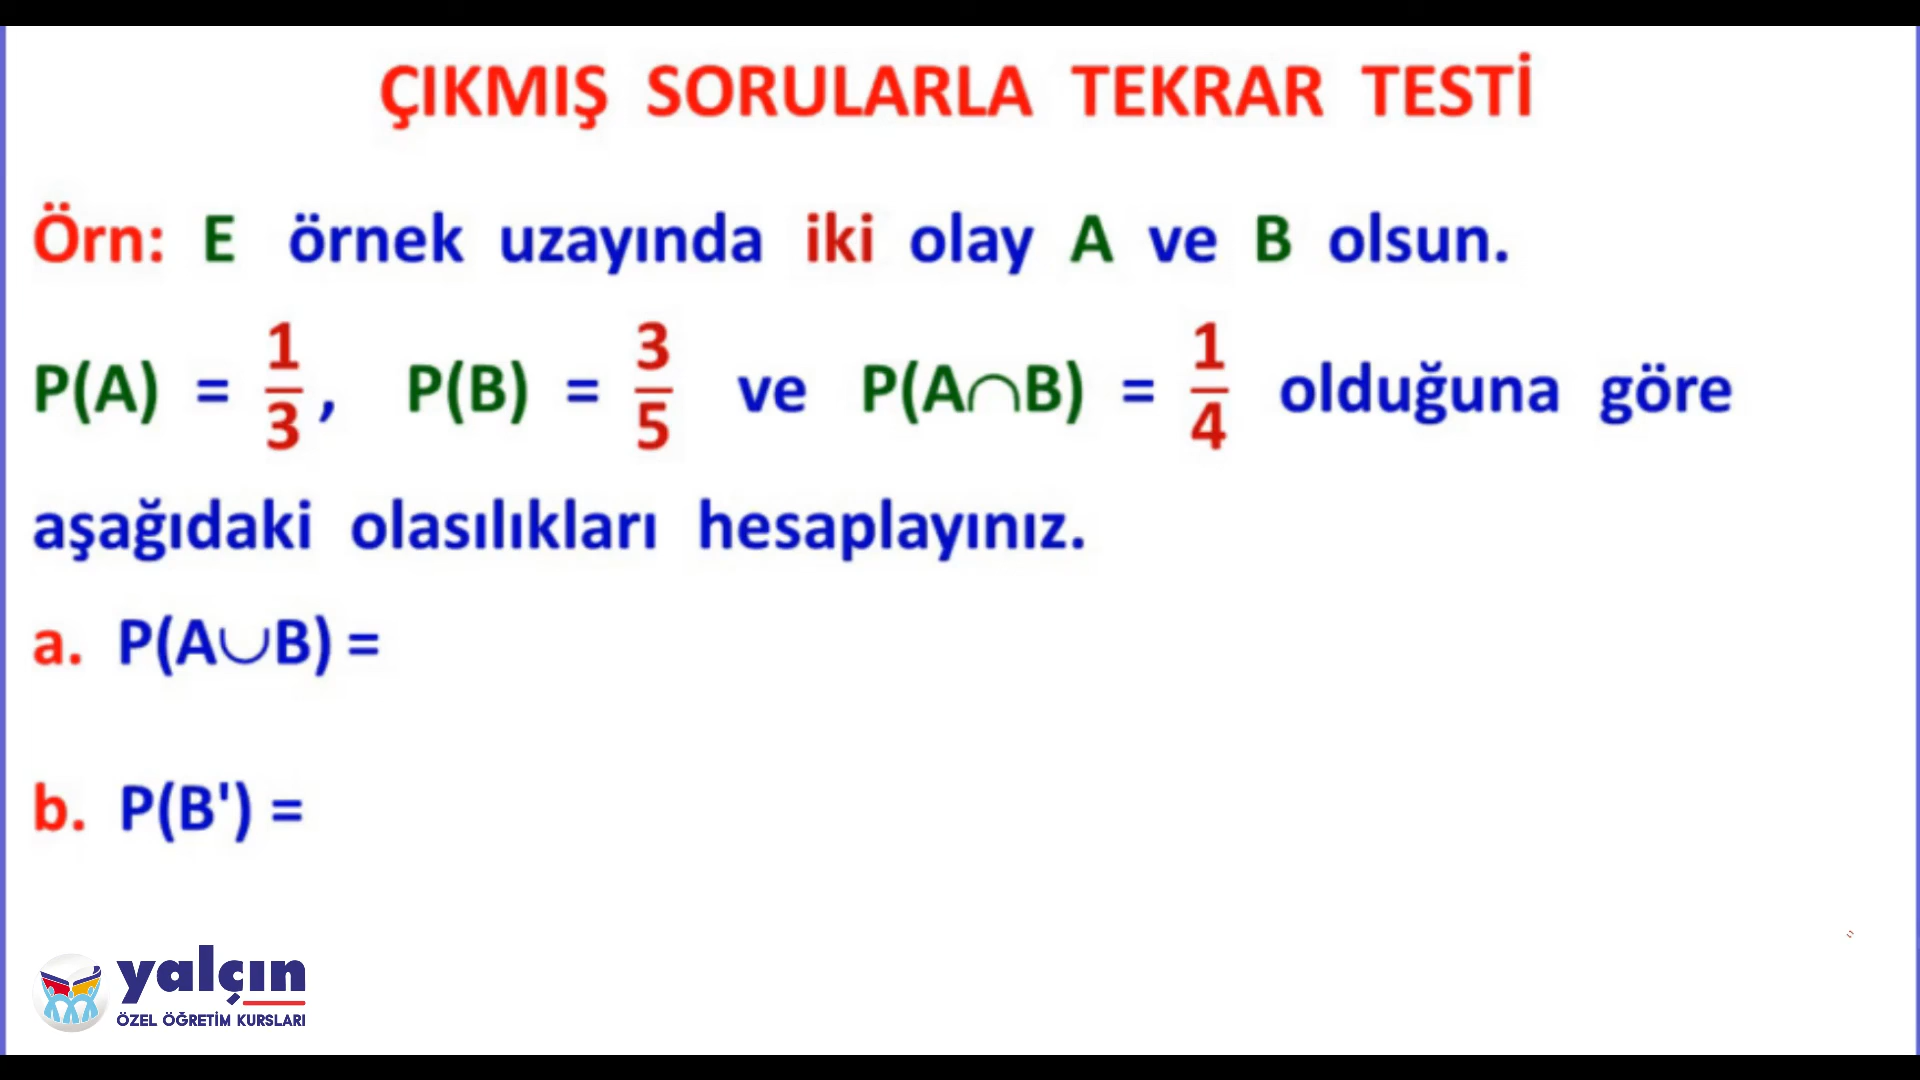 ÇIKMIŞ SORULARLA TEKRAR TESTİ
Örn: E örnek uzayında iki olay A ve B olsun.
P(A) = 1/3, P(B) = 3/5 ve P(A∩B) = 1/4 olduğuna göre
aşağıdaki olasılıkları hesaplayınız.
a. P(A∪B) =
b. P(B') =
yalçın
ÖZEL ÖĞRETİM KURSLARI